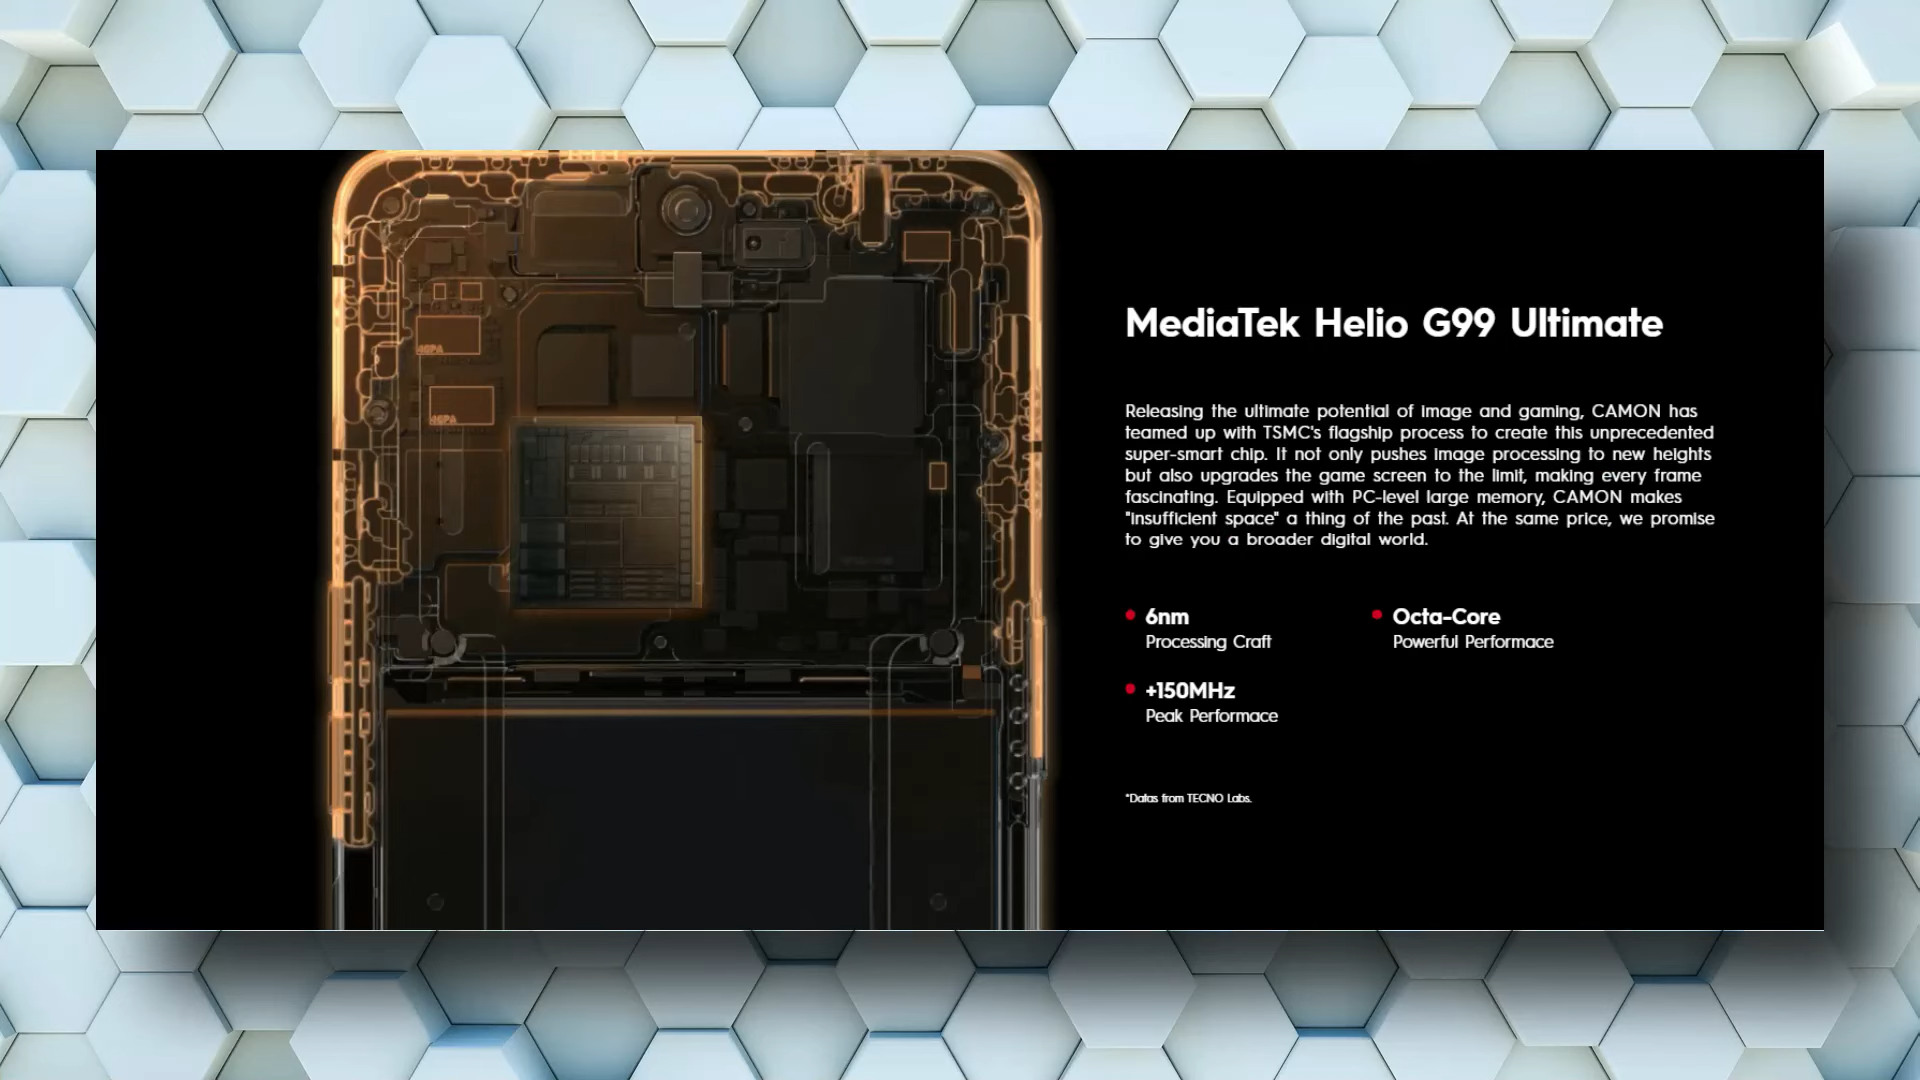 MediaTek Helio G99 Ultimate
Releasing the ultimate potential of image and gaming, CAMON has
teamed up with TSMC's flagship process to create this unprecedented
super-smart chip. It not only pushes image processing to new heights
but also upgrades the game screen to the limit, making every frame
fascinating. Equipped with PC-level large memory, CAMON makes
"insufficient space" a thing of the past. At the same price, we promise
to give you a broader digital world.
6nm
Processing Craft
Octa-Core
Powerful Performace
+150MHz
Peak Performace
*Datas from TECNO Labs.